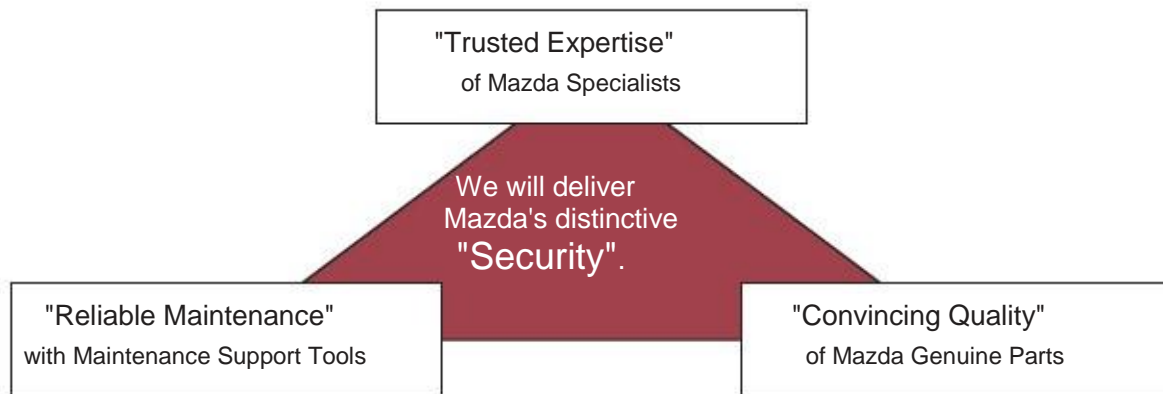 "Trusted Expertise"
of Mazda Specialists
We will deliver
Mazda's distinctive
"Security".
"Reliable Maintenance"
with Maintenance Support Tools
"Convincing Quality"
of Mazda Genuine Parts